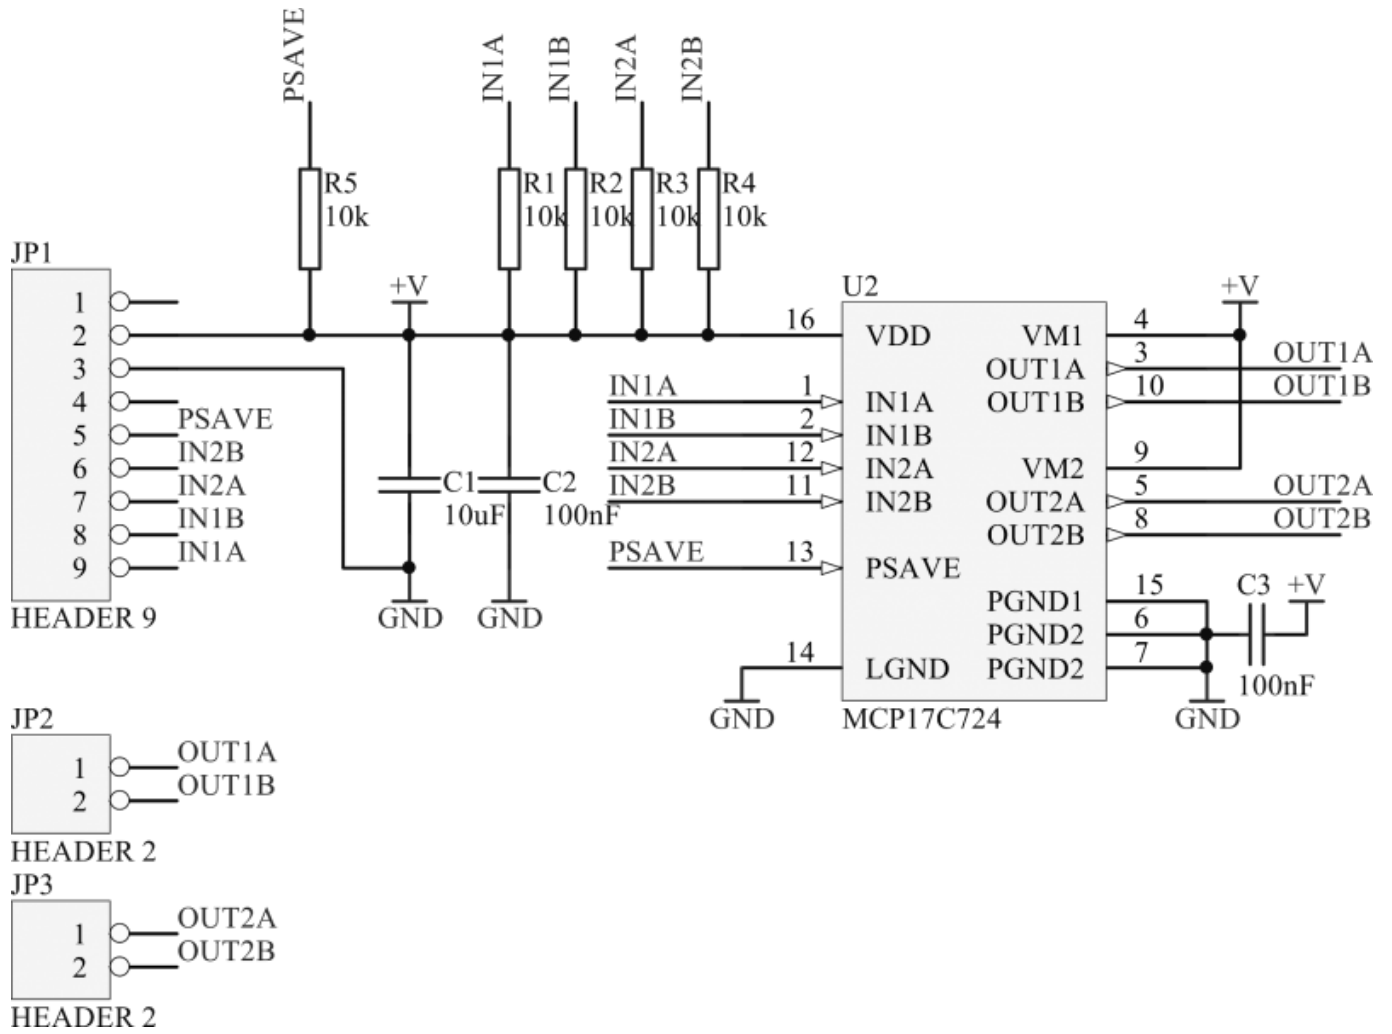 PSAVE
IN1A
IN1B
IN2A
IN2B
R5
10k
R1
10k
R2
10k
R3
10k
R4
10k
JP1
1
2
3
4
5
6
7
8
9
PSAVE
IN2B
IN2A
IN1B
IN1A
HEADER 9
+V
C1
10uF
GND
C2
100nF
GND
IN1A
IN1B
IN2A
IN2B
PSAVE
16
1
2
12
11
13
14
GND
U2
VDD
IN1A
IN1B
IN2A
IN2B
PSAVE
LGND
VM1
OUT1A
OUT1B
VM2
OUT2A
OUT2B
PGND1
PGND2
PGND2
MCP17C724
4
3
10
9
5
8
15
6
7
+V
OUT1A
OUT1B
OUT2A
OUT2B
C3
+V
100nF
GND
JP2
1
2
OUT1A
OUT1B
HEADER 2
JP3
1
2
OUT2A
OUT2B
HEADER 2